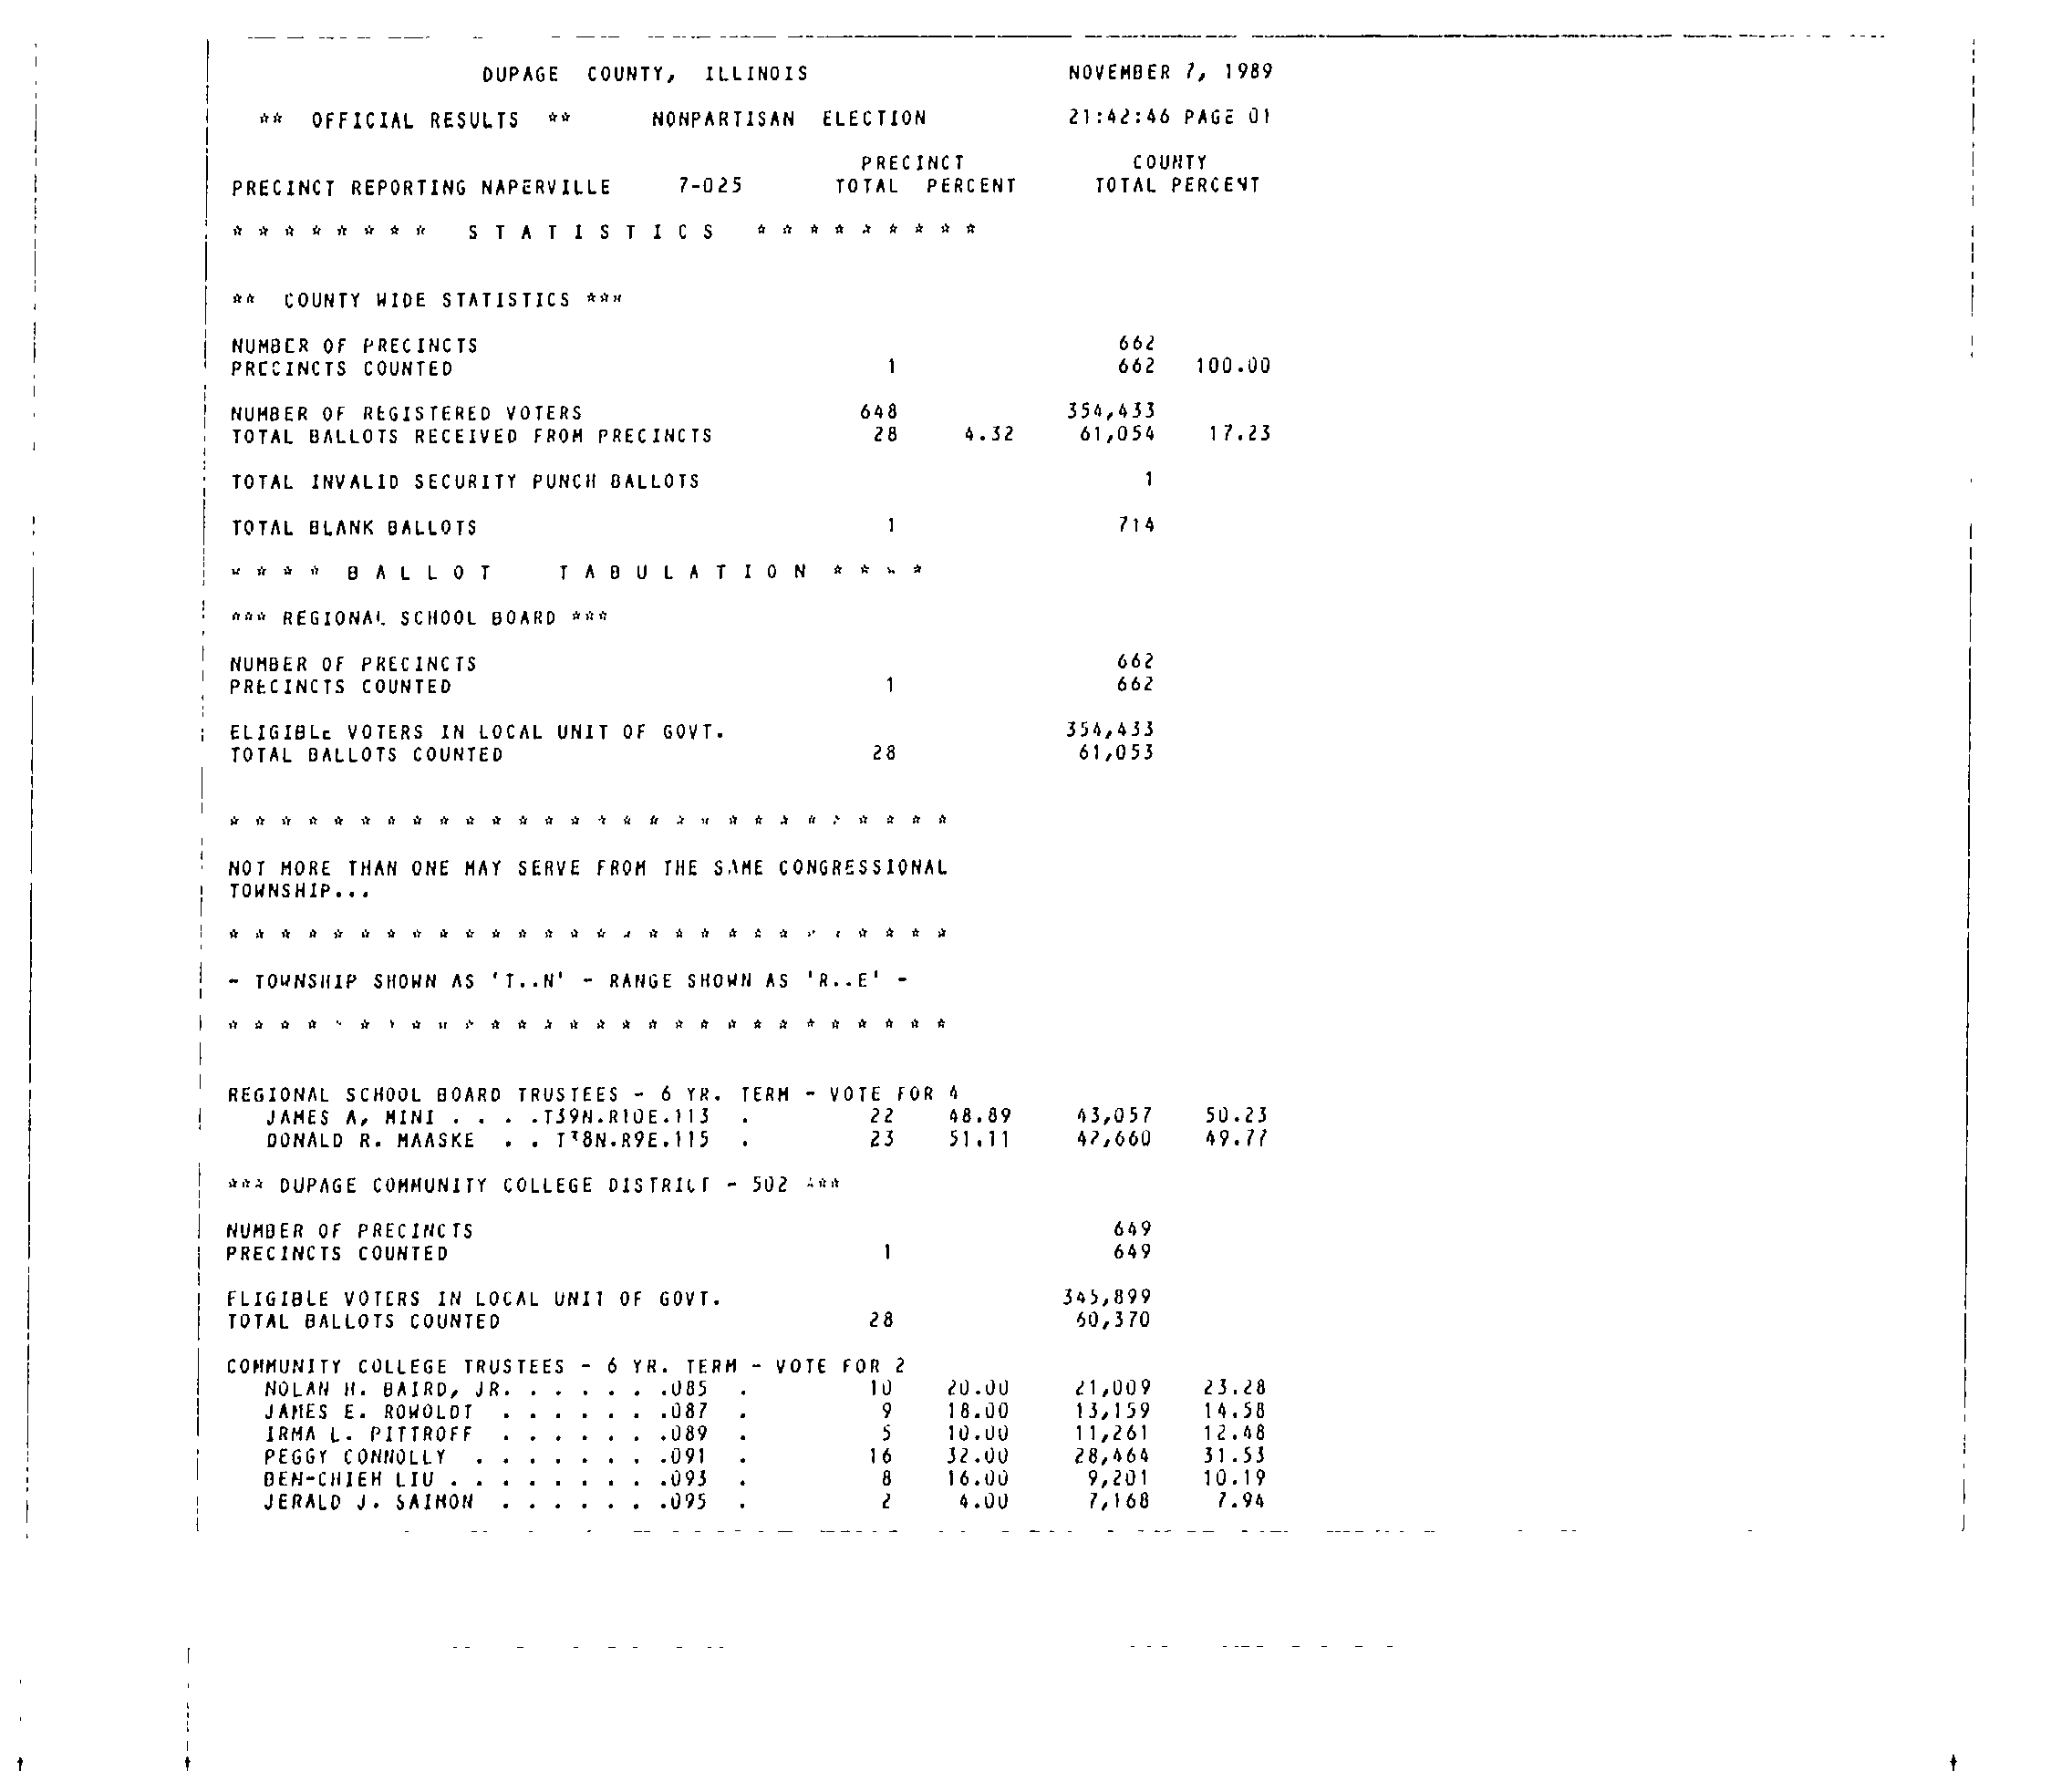 DUPAGE COUNTY, ILLINOIS NOVEMBER 7, 1989
** OFFICIAL RESULTS ** NONPARTISAN ELECTION 21:42:46 PAGE 01
PRECINCT COUNTY
PRECINCT REPORTING NAPERVILLE 7-025 TOTAL PERCENT TOTAL PERCENT
* * * * * * * * S T A T I S T I C S * * * * * * * * *
** COUNTY WIDE STATISTICS ***
NUMBER OF PRECINCTS 662
PRECINCTS COUNTED 1 662 100.00
NUMBER OF REGISTERED VOTERS 648 354,433
TOTAL BALLOTS RECEIVED FROM PRECINCTS 28 4.32 61,054 17.23
TOTAL INVALID SECURITY PUNCH BALLOTS 1
TOTAL BLANK BALLOTS 1 714
* * * * B A L L O T T A B U L A T I O N * * * *
*** REGIONAL SCHOOL BOARD ***
NUMBER OF PRECINCTS 662
PRECINCTS COUNTED 1 662
ELIGIBLE VOTERS IN LOCAL UNIT OF GOVT. 354,433
TOTAL BALLOTS COUNTED 28 61,053
* * * * * * * * * * * * * * * * * * * * * * * * * * * *
NOT MORE THAN ONE MAY SERVE FROM THE SAME CONGRESSIONAL
TOWNSHIP...
* * * * * * * * * * * * * * * * * * * * * * * * * * * *
- TOWNSHIP SHOWN AS 'T..N' - RANGE SHOWN AS 'R..E' -
* * * * * * * * * * * * * * * * * * * * * * * * * * * *
REGIONAL SCHOOL BOARD TRUSTEES - 6 YR. TERM - VOTE FOR 4
JAMES A, MINI . . . .T39N.R10E.113 . 22 48.89 43,057 50.23
DONALD R. MAASKE . . T38N.R9E.115 . 23 51.11 42,660 49.77
*** DUPAGE COMMUNITY COLLEGE DISTRICT - 502 ***
NUMBER OF PRECINCTS 649
PRECINCTS COUNTED 1 649
ELIGIBLE VOTERS IN LOCAL UNIT OF GOVT. 345,899
TOTAL BALLOTS COUNTED 28 60,370
COMMUNITY COLLEGE TRUSTEES - 6 YR. TERM - VOTE FOR 2
NOLAN H. BAIRD, JR. . . . . . .085 . 10 20.00 21,009 23.28
JAMES E. ROWOLDT . . . . . . .087 . 9 18.00 13,159 14.58
IRMA L. PITTROFF . . . . . . .089 . 5 10.00 11,261 12.48
PEGGY CONNOLLY . . . . . . . .091 . 16 32.00 28,464 31.53
BEN-CHIEH LIU . . . . . . . . .093 . 8 16.00 9,201 10.19
JERALD J. SAIMON . . . . . . .095 . 2 4.00 7,168 7.94